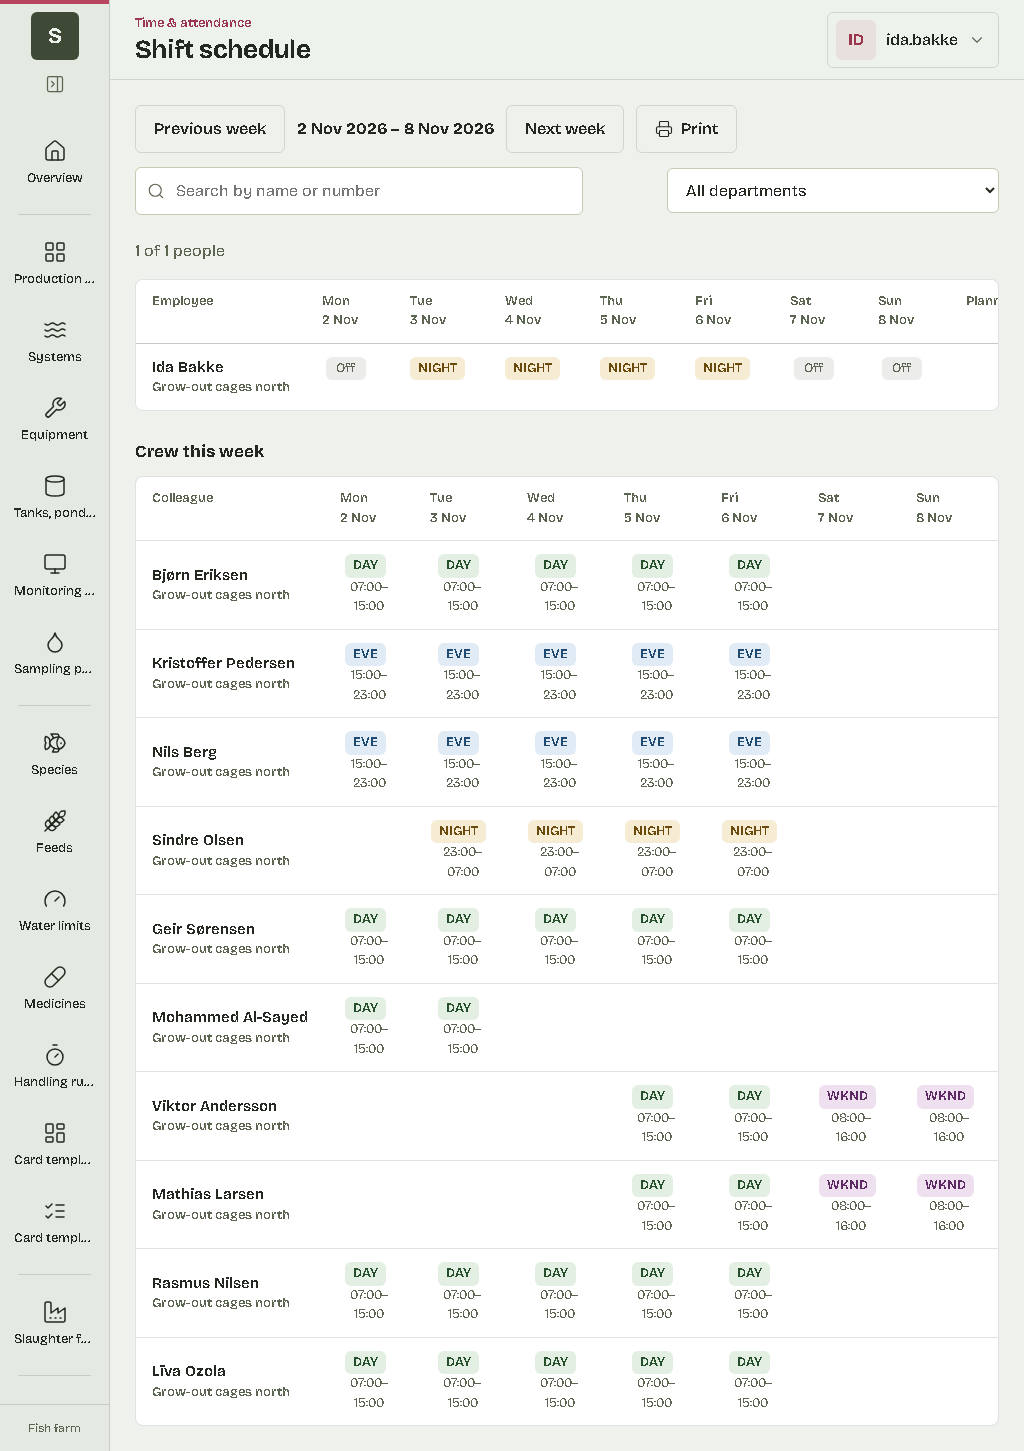 S
Overview
Production ...
Systems
Equipment
Tanks, pond...
Monitoring ...
Sampling p...
Species
Feeds
Water limits
Medicines
Handling ru...
Card templ...
Card templ...
Slaughter f...
Fish farm
Time & attendance
Shift schedule
ID ida.bakke
Previous week 2 Nov 2026 – 8 Nov 2026 Next week Print
Search by name or number All departments
1 of 1 people
Employee Mon Tue Wed Thu Fri Sat Sun Plann
2 Nov 3 Nov 4 Nov 5 Nov 6 Nov 7 Nov 8 Nov
Ida Bakke Off NIGHT NIGHT NIGHT NIGHT Off Off
Grow-out cages north
Crew this week
Colleague Mon Tue Wed Thu Fri Sat Sun
2 Nov 3 Nov 4 Nov 5 Nov 6 Nov 7 Nov 8 Nov
DAY DAY DAY DAY DAY
Bjørn Eriksen 07:00– 07:00– 07:00– 07:00– 07:00–
Grow-out cages north 15:00 15:00 15:00 15:00 15:00
EVE EVE EVE EVE EVE
Kristoffer Pedersen 15:00– 15:00– 15:00– 15:00– 15:00–
Grow-out cages north 23:00 23:00 23:00 23:00 23:00
EVE EVE EVE EVE EVE
Nils Berg 15:00– 15:00– 15:00– 15:00– 15:00–
Grow-out cages north 23:00 23:00 23:00 23:00 23:00
NIGHT NIGHT NIGHT NIGHT
Sindre Olsen 23:00– 23:00– 23:00– 23:00–
Grow-out cages north 07:00 07:00 07:00 07:00
DAY DAY DAY DAY DAY
Geir Sørensen 07:00– 07:00– 07:00– 07:00– 07:00–
Grow-out cages north 15:00 15:00 15:00 15:00 15:00
DAY DAY
Mohammed Al-Sayed 07:00– 07:00–
Grow-out cages north 15:00 15:00
DAY DAY WKND WKND
Viktor Andersson 07:00– 07:00– 08:00– 08:00–
Grow-out cages north 15:00 15:00 16:00 16:00
DAY DAY WKND WKND
Mathias Larsen 07:00– 07:00– 08:00– 08:00–
Grow-out cages north 15:00 15:00 16:00 16:00
DAY DAY DAY DAY DAY
Rasmus Nilsen 07:00– 07:00– 07:00– 07:00– 07:00–
Grow-out cages north 15:00 15:00 15:00 15:00 15:00
DAY DAY DAY DAY DAY
Līva Ozola 07:00– 07:00– 07:00– 07:00– 07:00–
Grow-out cages north 15:00 15:00 15:00 15:00 15:00